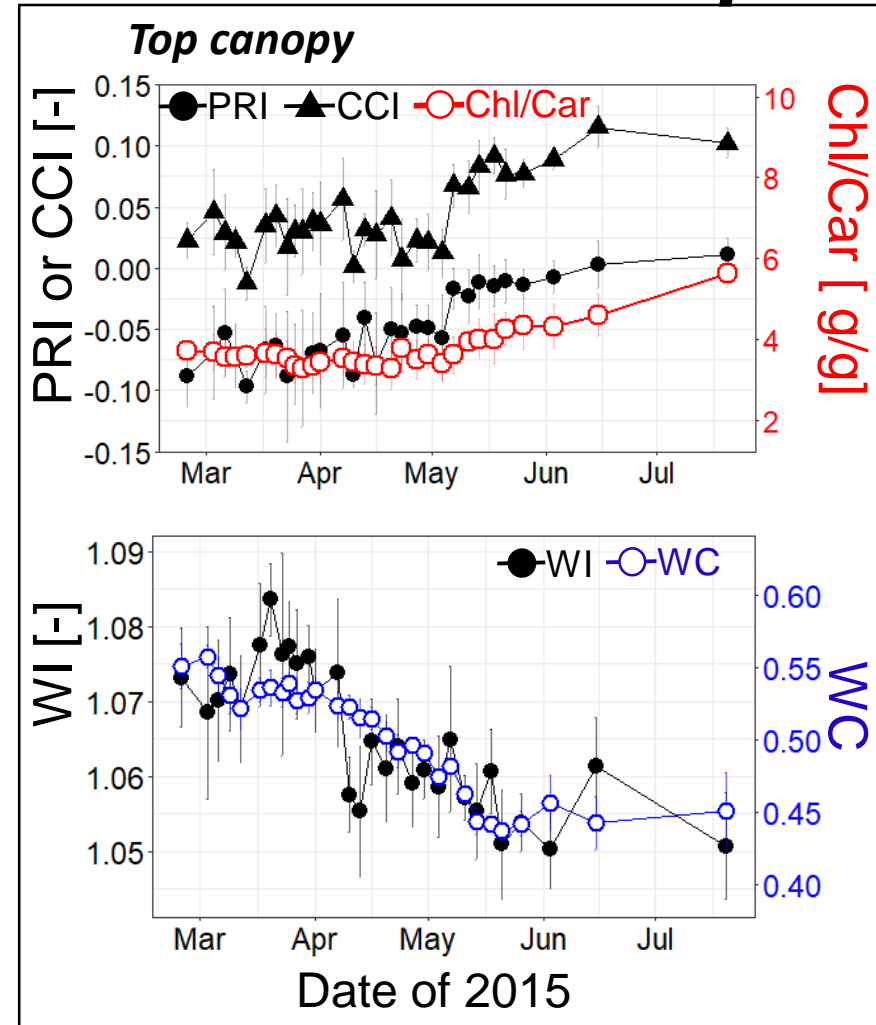 Top canopy
PRI CCI Chl/Car
PRI or CCI [-]
0.15
0.10
0.05
0.00
-0.05
-0.10
-0.15
10
8
6
4
2
Chl/Car [ g/g]
Mar Apr May Jun Jul
WI WC
WI [-]
1.09
1.08
1.07
1.06
1.05
0.60
0.55
0.50
0.45
0.40
WC
Mar Apr May Jun Jul
Date of 2015